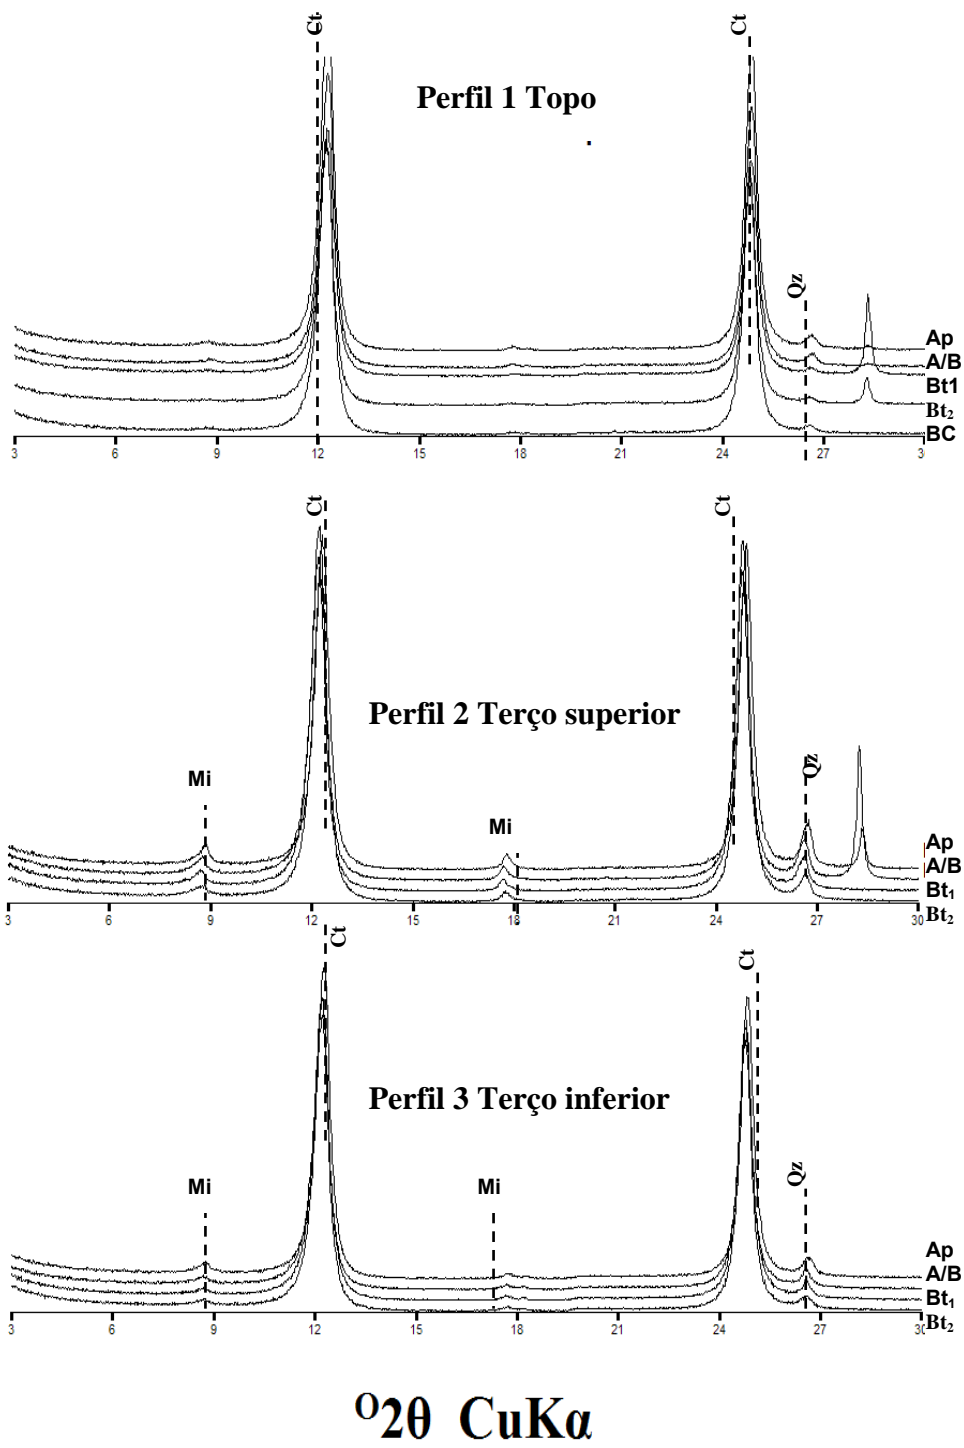 Ct
Ct
Perfil 1 Topo
Qz
Ap
A/B
Bt1
Bt₂
BC
3 6 9 12 15 18 21 24 27 3
Ct
Ct
Perfil 2 Terço superior
Mi
Mi
Qz
Ap
A/B
Bt₁
Bt₂
3 6 9 12 15 18 21 24 27 30
Ct
Ct
Perfil 3 Terço inferior
Mi
Mi
Qz
Ap
A/B
Bt₁
Bt₂
3 6 9 12 15 18 21 24 27 30
ᴼ2θ CuKα